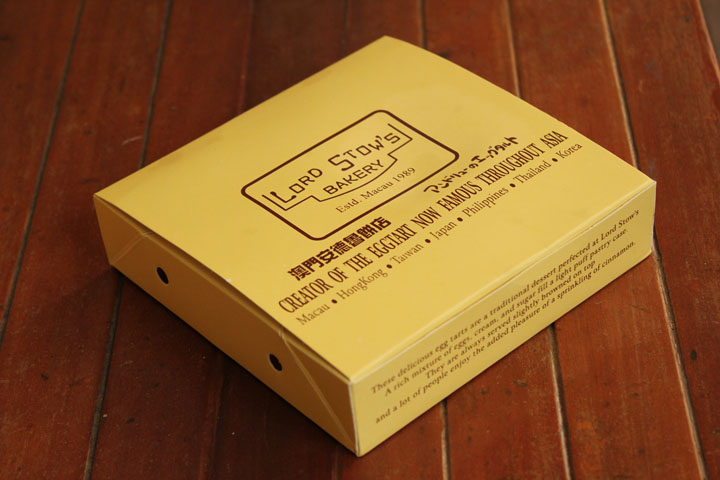 LORD STOW'S
BAKERY
Estd. Macau 1989
アンドリューのエッグタルト
澳門安德魯餅店
CREATOR OF THE EGGTART NOW FAMOUS THROUGHOUT ASIA
Macau • HongKong • Taiwan • Japan • Philippines • Thailand • Korea
These delicious egg tarts are a traditional dessert perfected at Lord Stow's
A rich mixture of eggs, cream, and sugar fill a light puff pastry case
They are always served slightly browned on top
and a lot of people enjoy the added pleasure of a sprinkling of cinnamon.